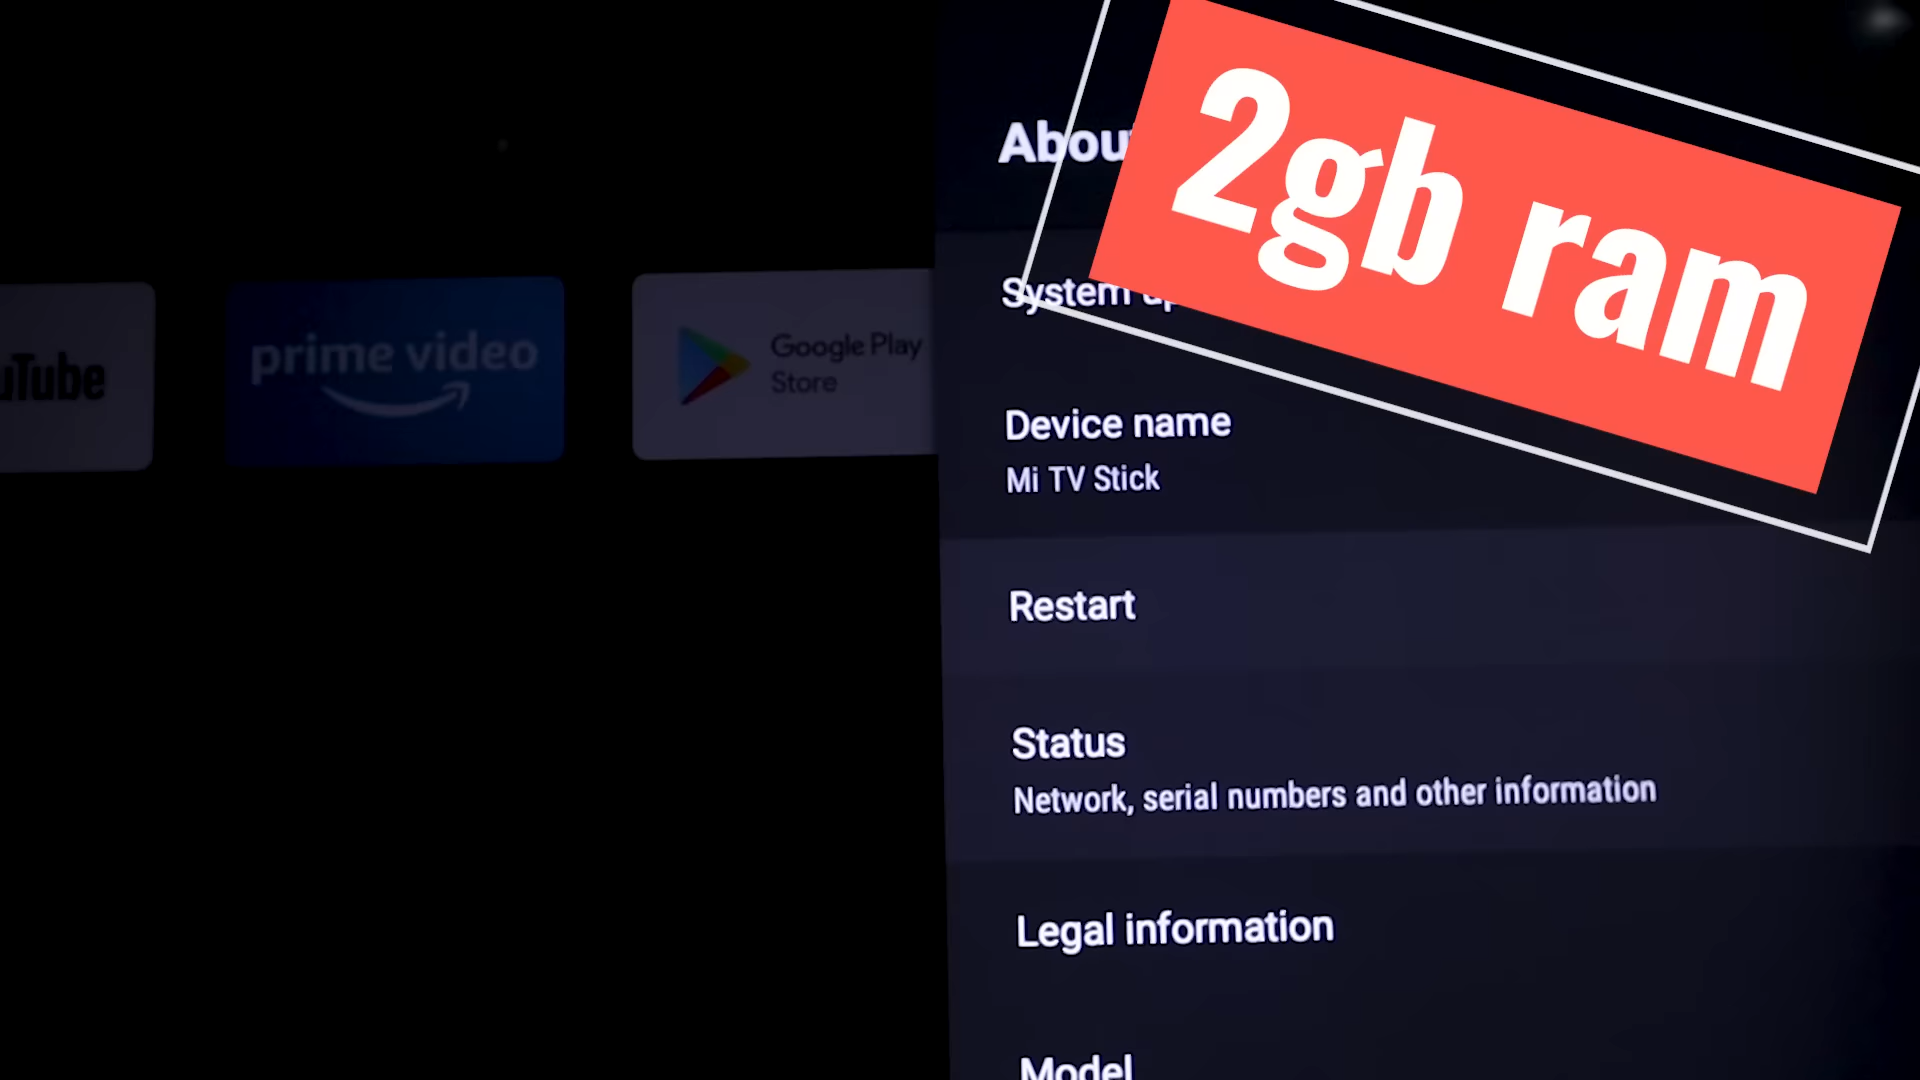 2gb ram
Abou
System up
Device name
Mi TV Stick
Restart
Status
Network, serial numbers and other information
Legal information
Model
uTube
prime video
Google Play
Store